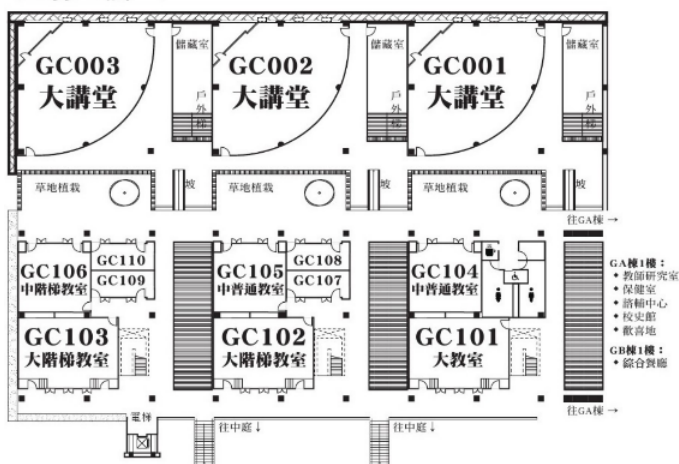 儲藏室 儲藏室 儲藏室
GC003 GC002 GC001
大講堂 大講堂 大講堂
戶外梯 戶外梯 戶外梯
草地植栽 坡 草地植栽 坡 草地植栽 坡
往GA棟 →
GC106 GC110 GC105 GC108 GC104
中階梯教室 GC109 中普通教室 GC107 中普通教室
GC103 GC102 GC101
大階梯教室 大階梯教室 大教室
GA棟1樓：
• 教師研究室
• 保健室
• 諮輔中心
• 校史館
• 歡喜地
GB棟1樓：
• 綜合餐廳
往GA棟 →
電梯 往中庭↓ 往中庭↓